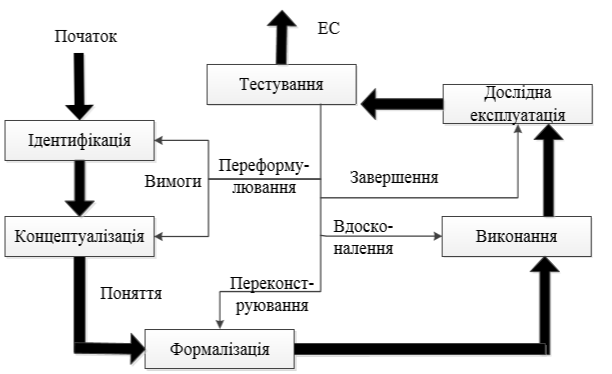 Початок
ЕС
Тестування
Дослідна
експлуатація
Ідентифікація
Переформу-
лювання
Вимоги
Завершення
Концептуалізація
Вдоско-
налення
Виконання
Поняття
Переконст-
руювання
Формалізація